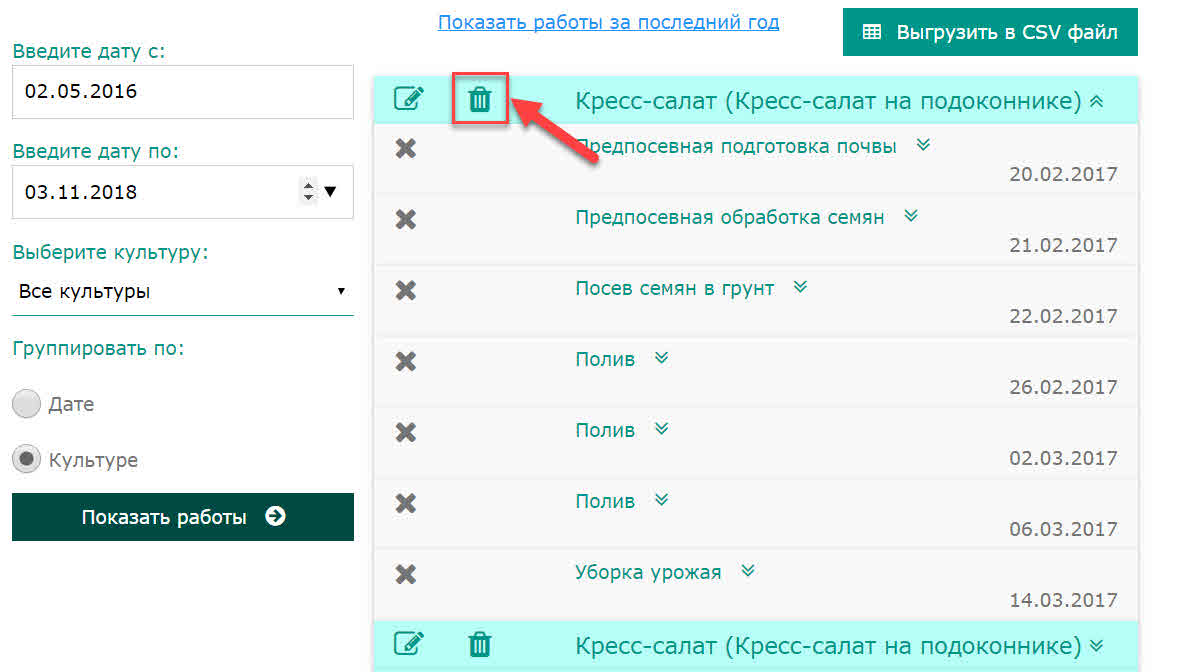 Показать работы за последний год
Выгрузить в CSV файл
Введите дату с:
02.05.2016
Введите дату по:
03.11.2018
Выберите культуру:
Все культуры
Группировать по:
Дате
Культуре
Показать работы
Кресс-салат (Кресс-салат на подоконнике)
Предпосевная подготовка почвы
20.02.2017
Предпосевная обработка семян
21.02.2017
Посев семян в грунт
22.02.2017
Полив
26.02.2017
Полив
02.03.2017
Полив
06.03.2017
Уборка урожая
14.03.2017
Кресс-салат (Кресс-салат на подоконнике)